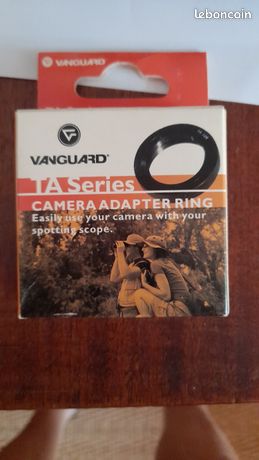 leboncoin
VANGUARD
VANGUARD®
TA Series
CAMERA ADAPTER RING
Easily use your camera with your
spotting scope.